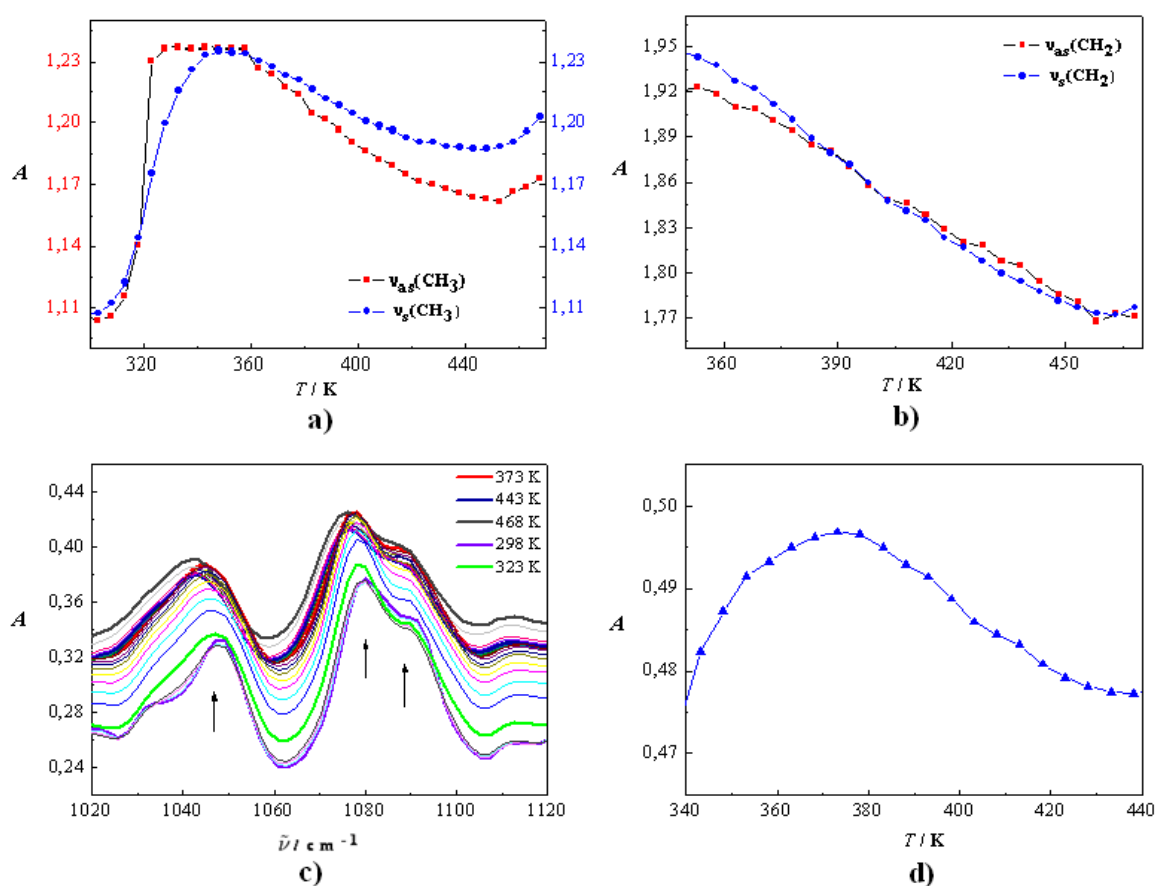 1,23
1,20
1,17
1,14
1,11
A
1,23
1,20
1,17
1,14
1,11
νas(CH3)
νs(CH3)
320
360
400
440
T / K
a)
1,95
1,92
1,89
1,86
1,83
1,80
1,77
A
νas(CH2)
νs(CH2)
360
390
420
450
T / K
b)
0,44
0,40
0,36
0,32
0,28
0,24
A
373 K
443 K
468 K
298 K
323 K
1020
1040
1060
1080
1100
1120
ν̃ / cm-1
c)
0,50
0,49
0,48
0,47
A
340
360
380
400
420
440
T / K
d)